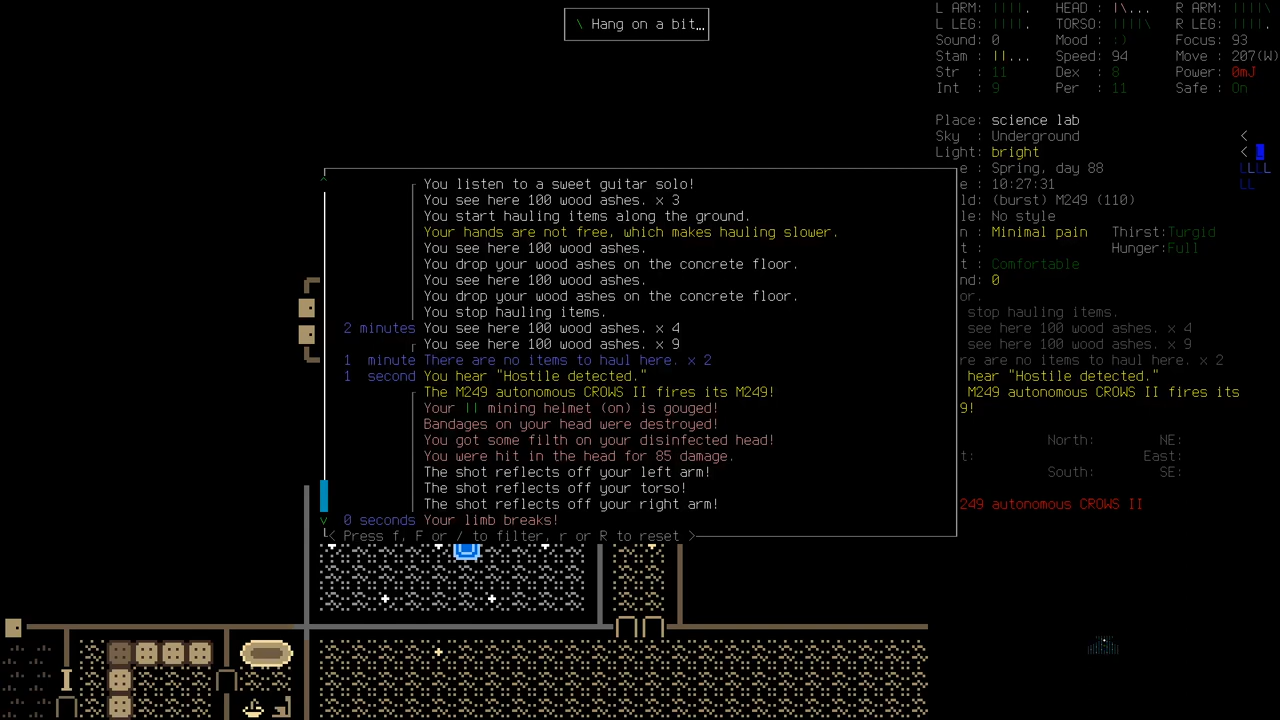 \ Hang on a bit…
L ARM: ||||. HEAD : |\... R ARM: ||||\
L LEG: ||||. TORSO: ||||\ R LEG: ||||.
Sound: 0 Mood : :) Focus: 93
Stam : ||... Speed: 94 Move : 207(W)
Str : 11 Dex : 8 Power: 0mJ
Int : 9 Per : 11 Safe : On
Place: science lab
Sky : Underground
Light: bright
e : Spring, day 88
e : 10:27:31
ld: (burst) M249 (110)
le: No style
n : Minimal pain Thirst:Turgid
t : Hunger:Full
t : Comfortable
nd: 0
or.
stop hauling items.
see here 100 wood ashes. x 4
see here 100 wood ashes. x 9
re are no items to haul here. x 2
hear "Hostile detected."
M249 autonomous CROWS II fires its
9!
North: NE:
t: East:
South: SE:
249 autonomous CROWS II
You listen to a sweet guitar solo!
You see here 100 wood ashes. x 3
You start hauling items along the ground.
Your hands are not free, which makes hauling slower.
You see here 100 wood ashes.
You drop your wood ashes on the concrete floor.
You see here 100 wood ashes.
You drop your wood ashes on the concrete floor.
You stop hauling items.
2 minutes You see here 100 wood ashes. x 4
You see here 100 wood ashes. x 9
1 minute There are no items to haul here. x 2
1 second You hear "Hostile detected."
The M249 autonomous CROWS II fires its M249!
Your || mining helmet (on) is gouged!
Bandages on your head were destroyed!
You got some filth on your disinfected head!
You were hit in the head for 85 damage.
The shot reflects off your left arm!
The shot reflects off your torso!
The shot reflects off your right arm!
0 seconds Your limb breaks!
< Press f, F or / to filter, r or R to reset >